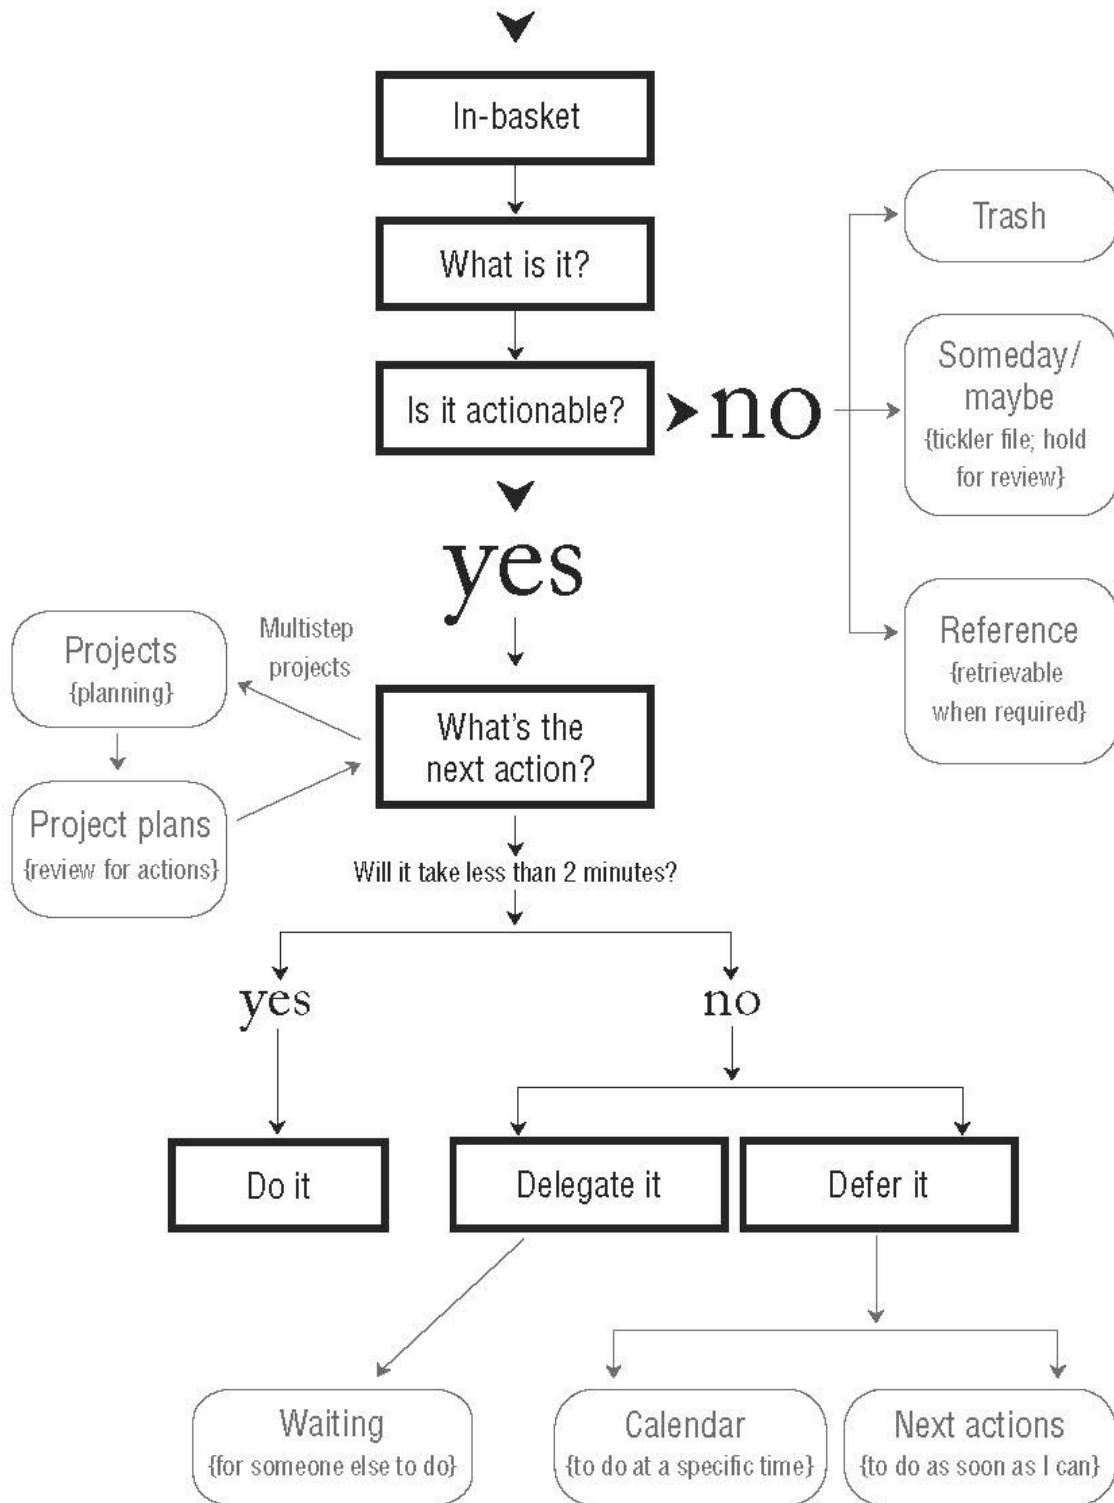 In-basket
What is it?
Is it actionable?
no
Trash
Someday/
maybe
{tickler file; hold
for review}
Reference
{retrievable
when required}
yes
Multistep
projects
Projects
{planning}
Project plans
{review for actions}
What's the
next action?
Will it take less than 2 minutes?
yes
no
Do it
Delegate it
Defer it
Waiting
{for someone else to do}
Calendar
{to do at a specific time}
Next actions
{to do as soon as I can}